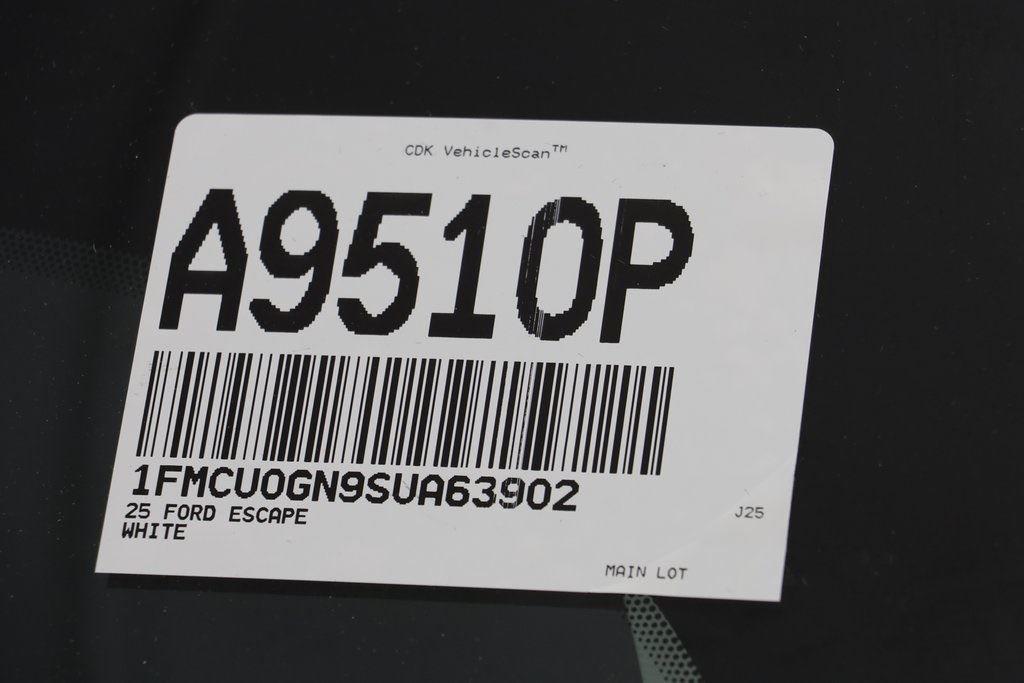 CDK VehicleScan™
A9510P
1FMCU0GN9SUA63902
25 FORD ESCAPE
WHITE
J25
MAIN LOT